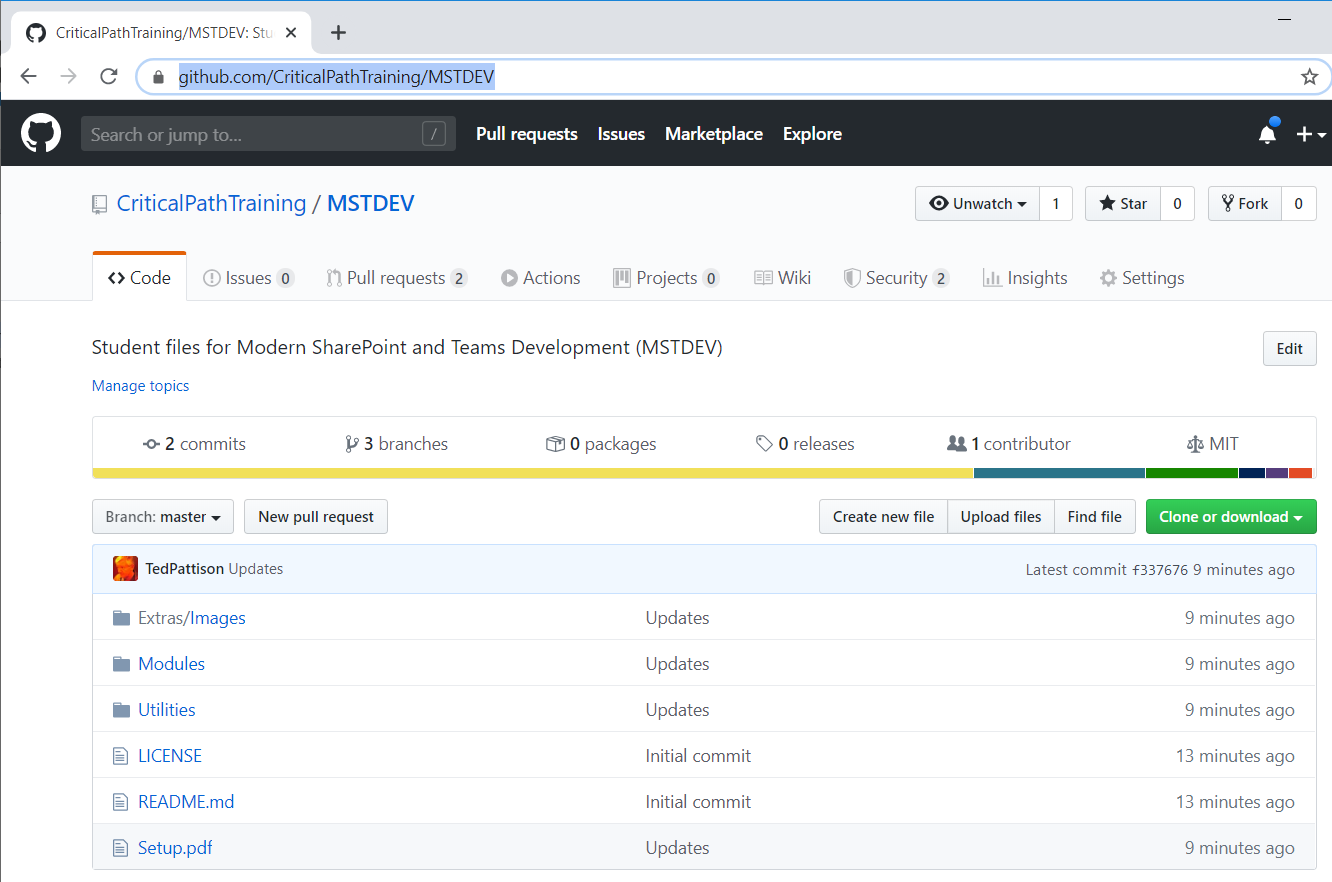 CriticalPathTraining/MSTDEV: Stu
github.com/CriticalPathTraining/MSTDEV
Search or jump to... / Pull requests Issues Marketplace Explore
CriticalPathTraining / MSTDEV Unwatch 1 Star 0 Fork 0
Code Issues 0 Pull requests 2 Actions Projects 0 Wiki Security 2 Insights Settings
Student files for Modern SharePoint and Teams Development (MSTDEV) Edit
Manage topics
2 commits 3 branches 0 packages 0 releases 1 contributor MIT
Branch: master New pull request Create new file Upload files Find file Clone or download
TedPattison Updates Latest commit f337676 9 minutes ago
Extras/Images Updates 9 minutes ago
Modules Updates 9 minutes ago
Utilities Updates 9 minutes ago
LICENSE Initial commit 13 minutes ago
README.md Initial commit 13 minutes ago
Setup.pdf Updates 9 minutes ago